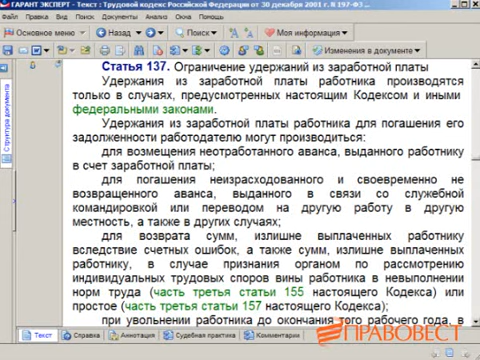 ГАРАНТ ЭКСПЕРТ - Текст : Трудовой кодекс Российской Федерации от 30 декабря 2001 г. N 197-ФЗ ...
Файл Правка Вид Поиск Документы Анализ Окна Помощь
Основное меню Назад Вперед Поиск Моя информация
Изменения в документе
Структура документа
Статья 137. Ограничение удержаний из заработной платы
Удержания из заработной платы работника производятся
только в случаях, предусмотренных настоящим Кодексом и иными
федеральными законами.
Удержания из заработной платы работника для погашения его
задолженности работодателю могут производиться:
для возмещения неотработанного аванса, выданного работнику
в счет заработной платы;
для погашения неизрасходованного и своевременно не
возвращенного аванса, выданного в связи со служебной
командировкой или переводом на другую работу в другую
местность, а также в других случаях;
для возврата сумм, излишне выплаченных работнику
вследствие счетных ошибок, а также сумм, излишне выплаченных
работнику, в случае признания органом по рассмотрению
индивидуальных трудовых споров вины работника в невыполнении
норм труда (часть третья статьи 155 настоящего Кодекса) или
простое (часть третья статьи 157 настоящего Кодекса);
при увольнении работника до окончания того рабочего года, в
ПРАВОВЕСТ
Текст Справка Аннотация Судебная практика Комментарии